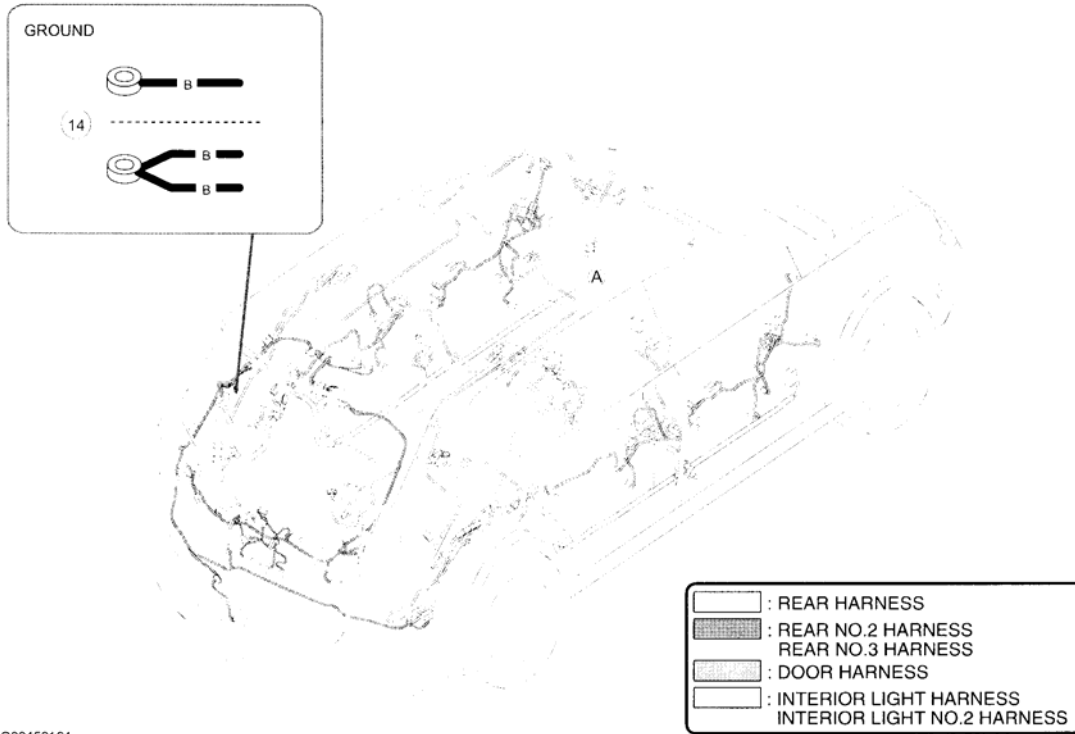 GROUND
B
14
B
B
A
: REAR HARNESS
: REAR NO.2 HARNESS
REAR NO.3 HARNESS
: DOOR HARNESS
: INTERIOR LIGHT HARNESS
INTERIOR LIGHT NO.2 HARNESS